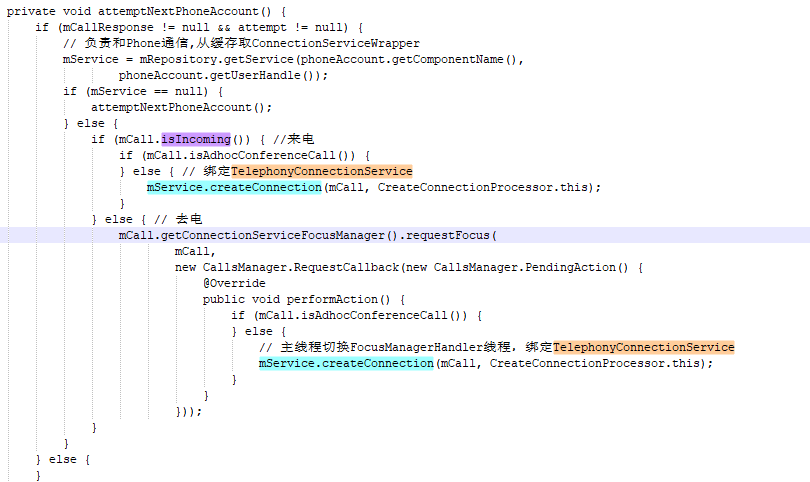 private void attemptNextPhoneAccount() {
    if (mCallResponse != null && attempt != null) {
        // 负责和Phone通信,从缓存取ConnectionServiceWrapper
        mService = mRepository.getService(phoneAccount.getComponentName(),
                phoneAccount.getUserHandle());
        if (mService == null) {
            attemptNextPhoneAccount();
        } else {
            if (mCall.isIncoming()) { //来电
                if (mCall.isAdhocConferenceCall()) {
                } else { // 绑定TelephonyConnectionService
                    mService.createConnection(mCall, CreateConnectionProcessor.this);
                }
            } else { // 去电
                mCall.getConnectionServiceFocusManager().requestFocus(
                        mCall,
                        new CallsManager.RequestCallback(new CallsManager.PendingAction() {
                            @Override
                            public void performAction() {
                                if (mCall.isAdhocConferenceCall()) {
                                } else {
                                    // 主线程切换FocusManagerHandler线程，绑定TelephonyConnectionService
                                    mService.createConnection(mCall, CreateConnectionProcessor.this);
                                }
                            }
                        }));
            }
        }
    } else {
    }